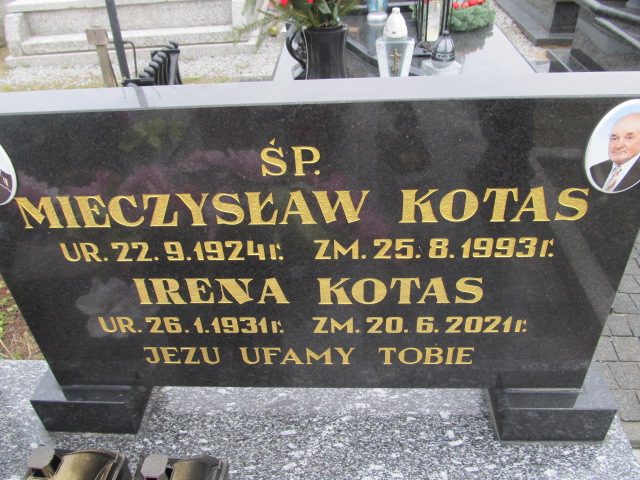 ŚP.
MIECZYSŁAW KOTAS
UR. 22. 9. 1924 r. ZM. 25. 8. 1993 r.
IRENA KOTAS
UR. 26. 1. 1931 r. ZM. 20. 6. 2021 r.
JEZU UFAMY TOBIE